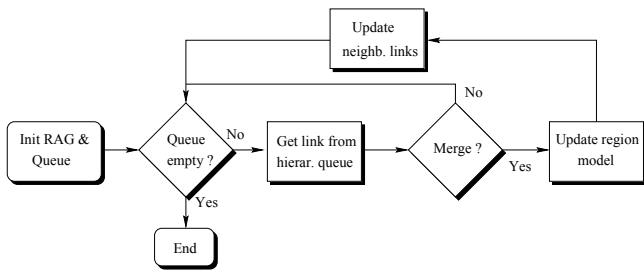 Update
neighb. links
No
Init RAG &
Queue
Queue
empty ?
No
Get link from
hierar. queue
Merge ?
Yes
Update region
model
Yes
End